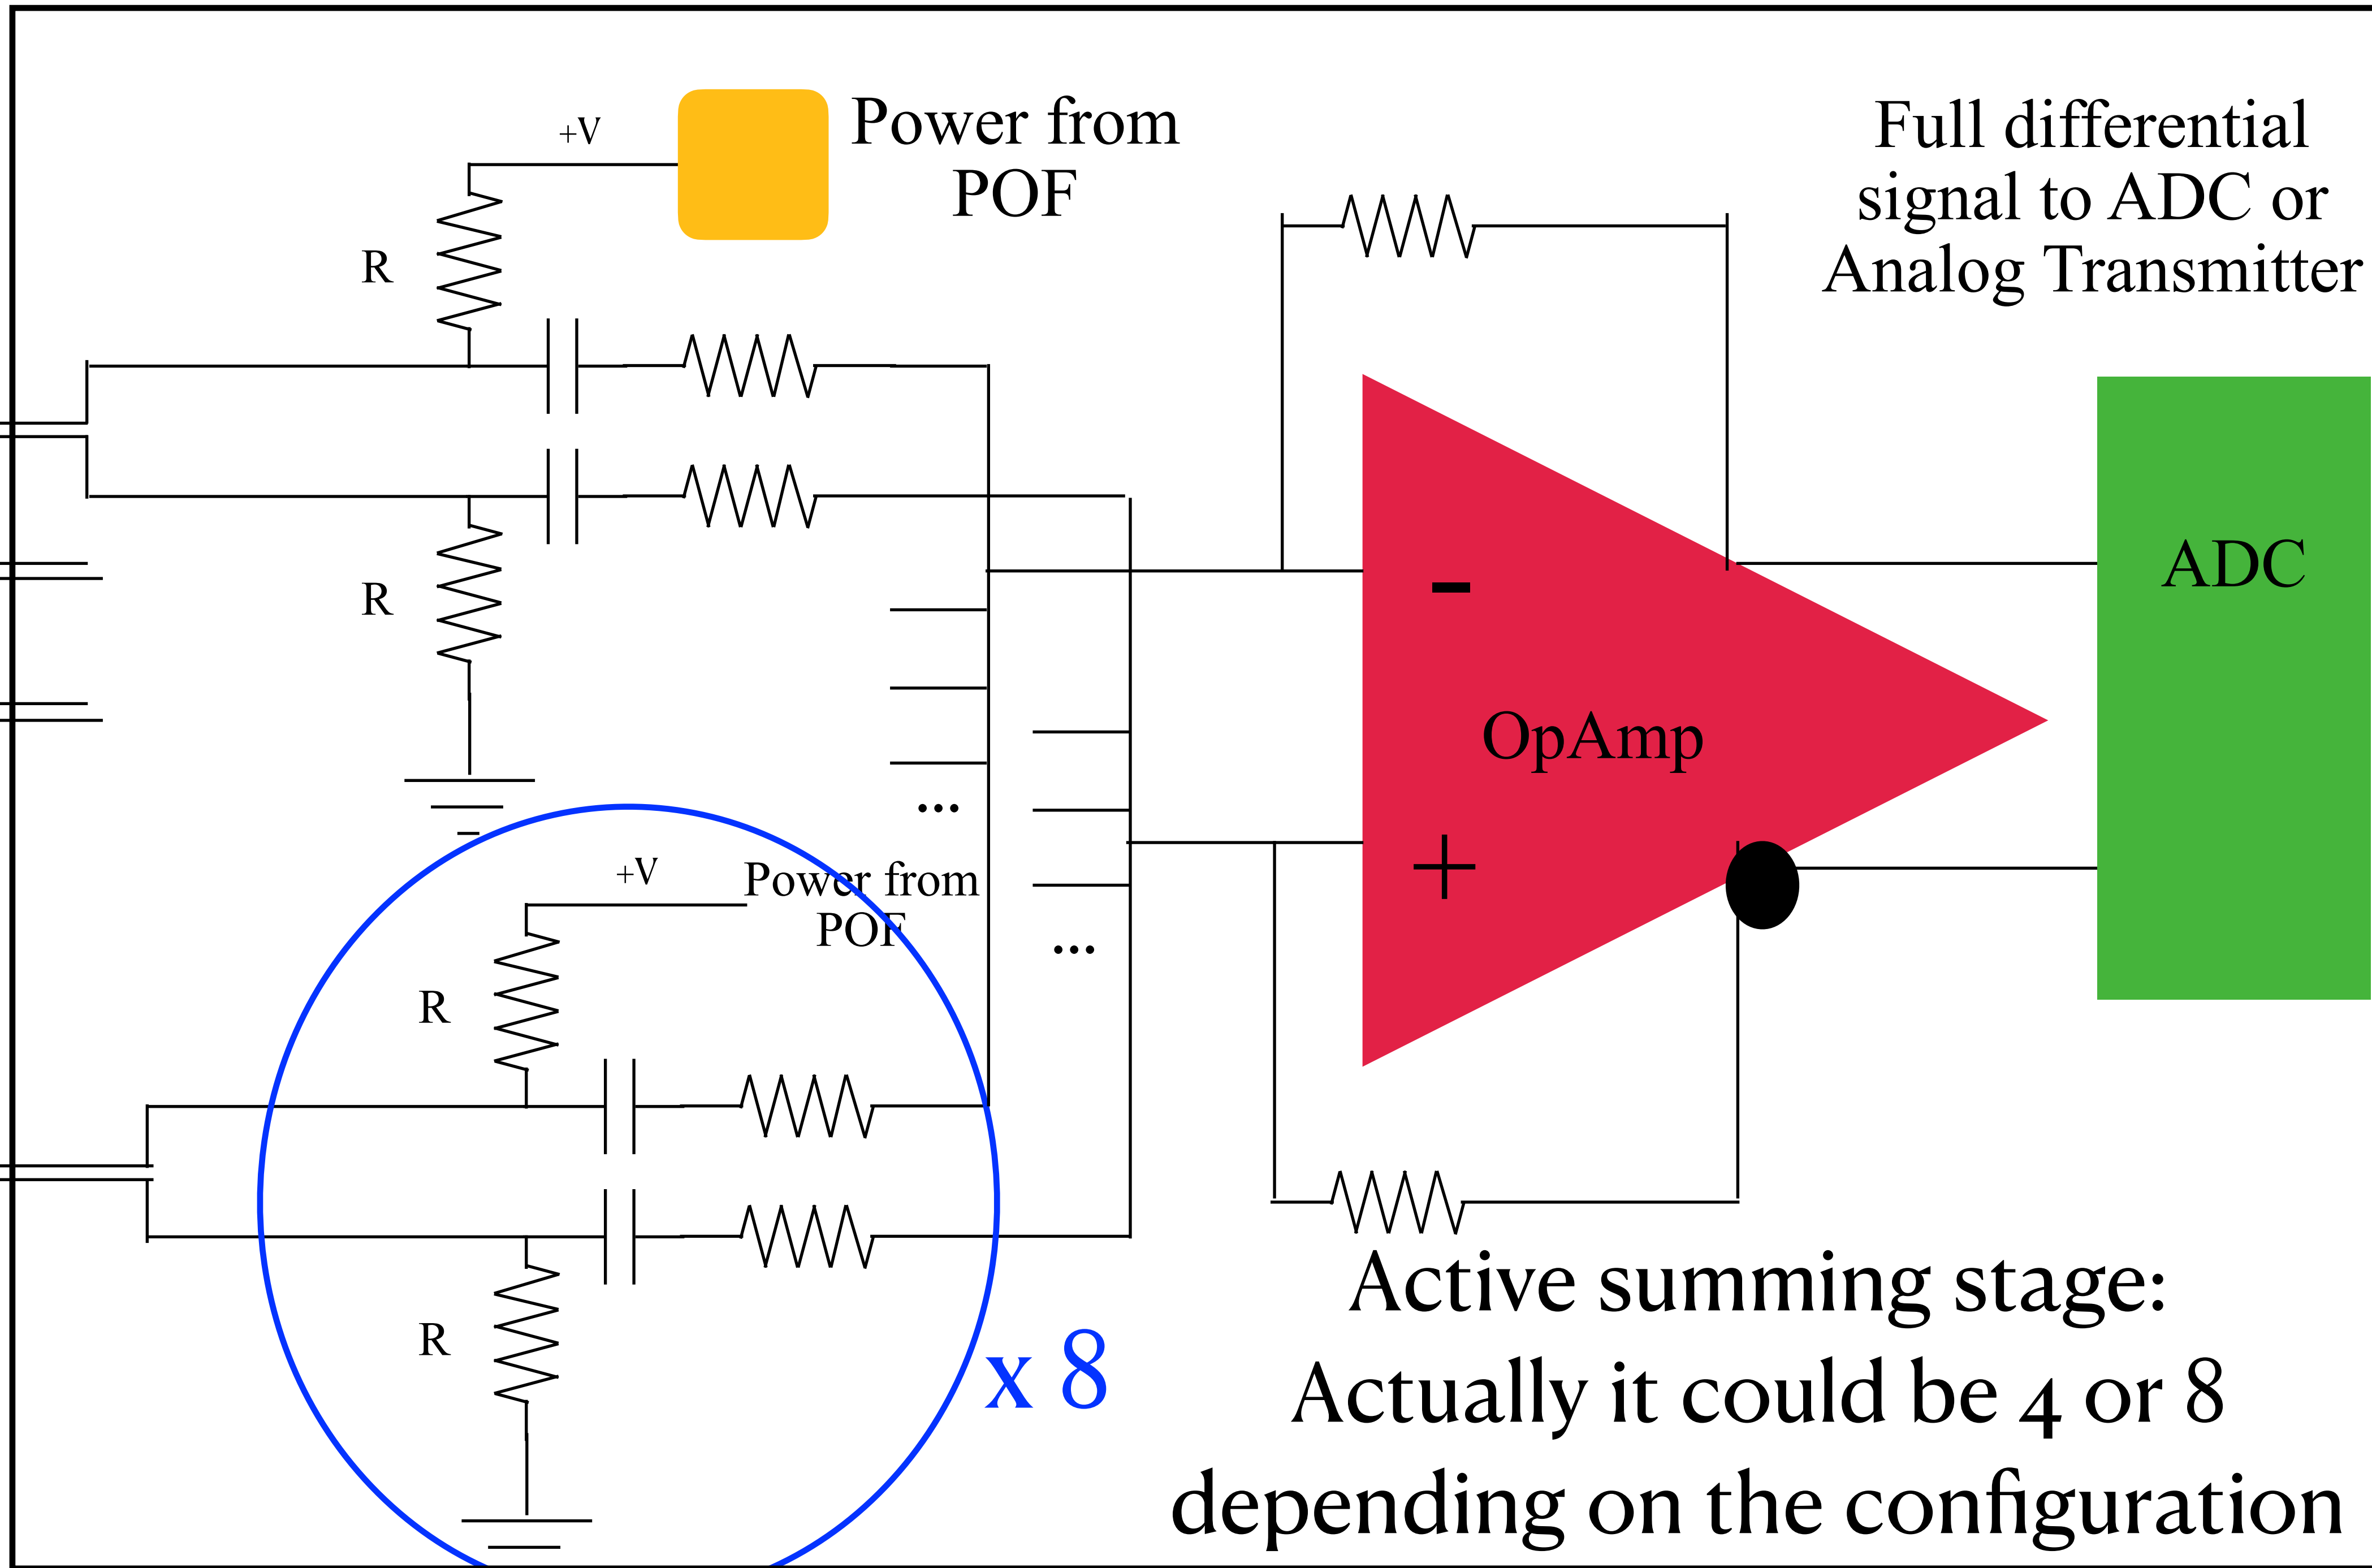 +V
Power from
POF
R
Full differential
signal to ADC or
Analog Transmitter
R
-
ADC
OpAmp
...
+
+V
Power from
POF
...
R
R
x 8
Active summing stage:
Actually it could be 4 or 8
depending on the configuration